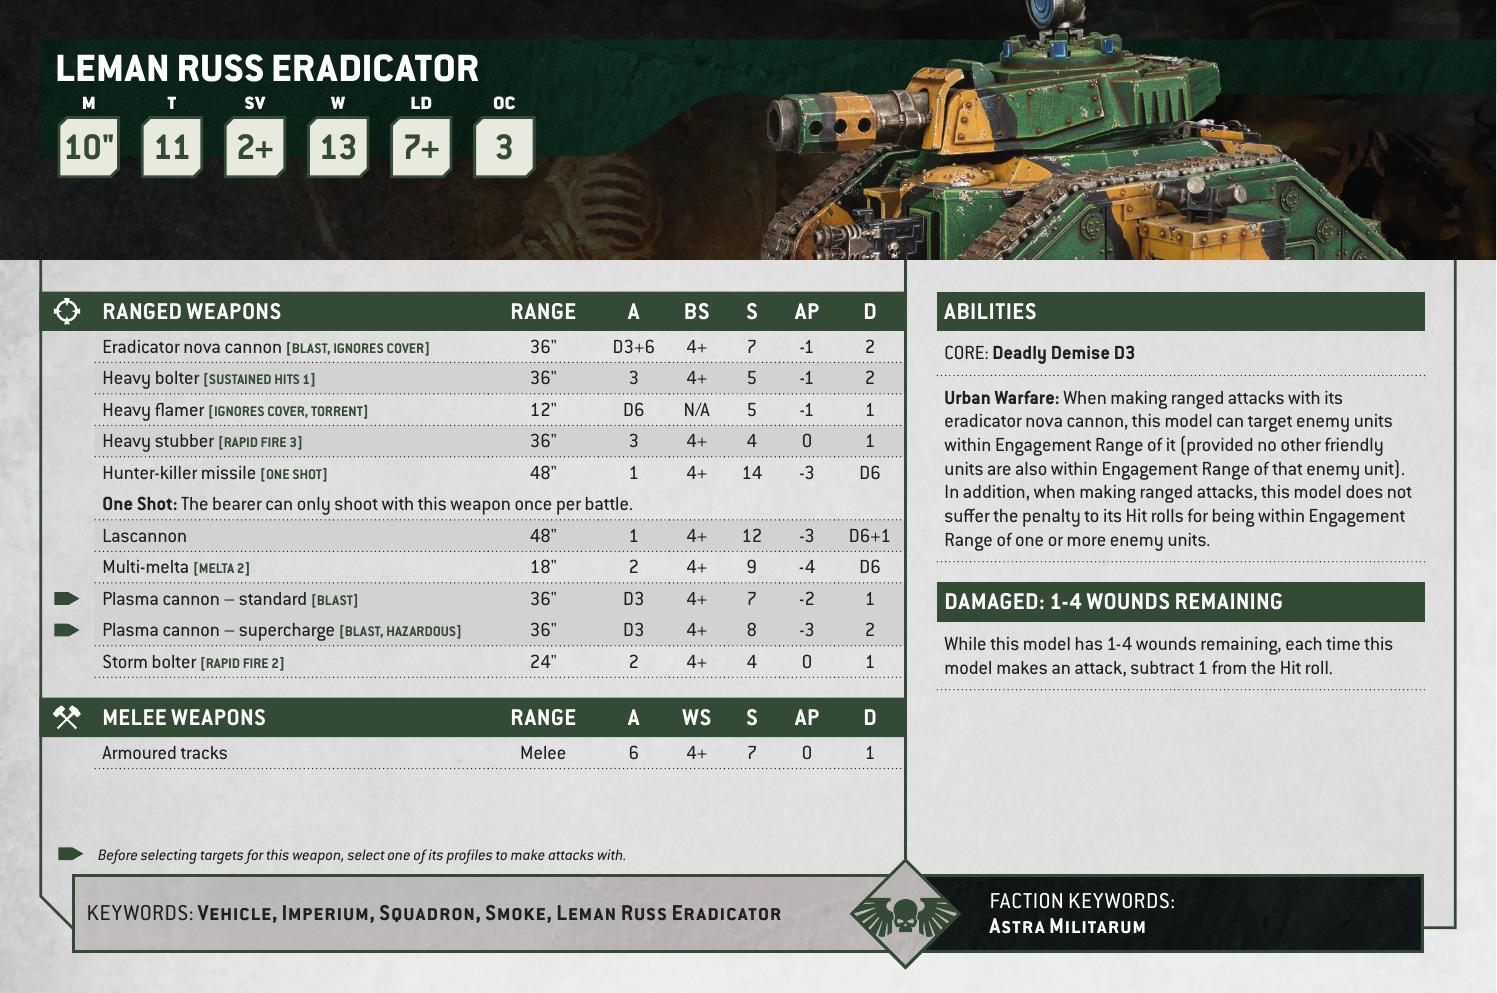 LEMAN RUSS ERADICATOR
M T SV W LD OC
10" 11 2+ 13 7+ 3
RANGED WEAPONS RANGE A BS S AP D
Eradicator nova cannon [BLAST, IGNORES COVER] 36" D3+6 4+ 7 -1 2
Heavy bolter [SUSTAINED HITS 1] 36" 3 4+ 5 -1 2
Heavy flamer [IGNORES COVER, TORRENT] 12" D6 N/A 5 -1 1
Heavy stubber [RAPID FIRE 3] 36" 3 4+ 4 0 1
Hunter-killer missile [ONE SHOT] 48" 1 4+ 14 -3 D6
One Shot: The bearer can only shoot with this weapon once per battle.
Lascannon 48" 1 4+ 12 -3 D6+1
Multi-melta [MELTA 2] 18" 2 4+ 9 -4 D6
Plasma cannon – standard [BLAST] 36" D3 4+ 7 -2 1
Plasma cannon – supercharge [BLAST, HAZARDOUS] 36" D3 4+ 8 -3 2
Storm bolter [RAPID FIRE 2] 24" 2 4+ 4 0 1
MELEE WEAPONS RANGE A WS S AP D
Armoured tracks Melee 6 4+ 7 0 1
Before selecting targets for this weapon, select one of its profiles to make attacks with.
ABILITIES
CORE: Deadly Demise D3
Urban Warfare: When making ranged attacks with its
eradicator nova cannon, this model can target enemy units
within Engagement Range of it (provided no other friendly
units are also within Engagement Range of that enemy unit).
In addition, when making ranged attacks, this model does not
suffer the penalty to its Hit rolls for being within Engagement
Range of one or more enemy units.
DAMAGED: 1-4 WOUNDS REMAINING
While this model has 1-4 wounds remaining, each time this
model makes an attack, subtract 1 from the Hit roll.
KEYWORDS: VEHICLE, IMPERIUM, SQUADRON, SMOKE, LEMAN RUSS ERADICATOR
FACTION KEYWORDS:
ASTRA MILITARUM